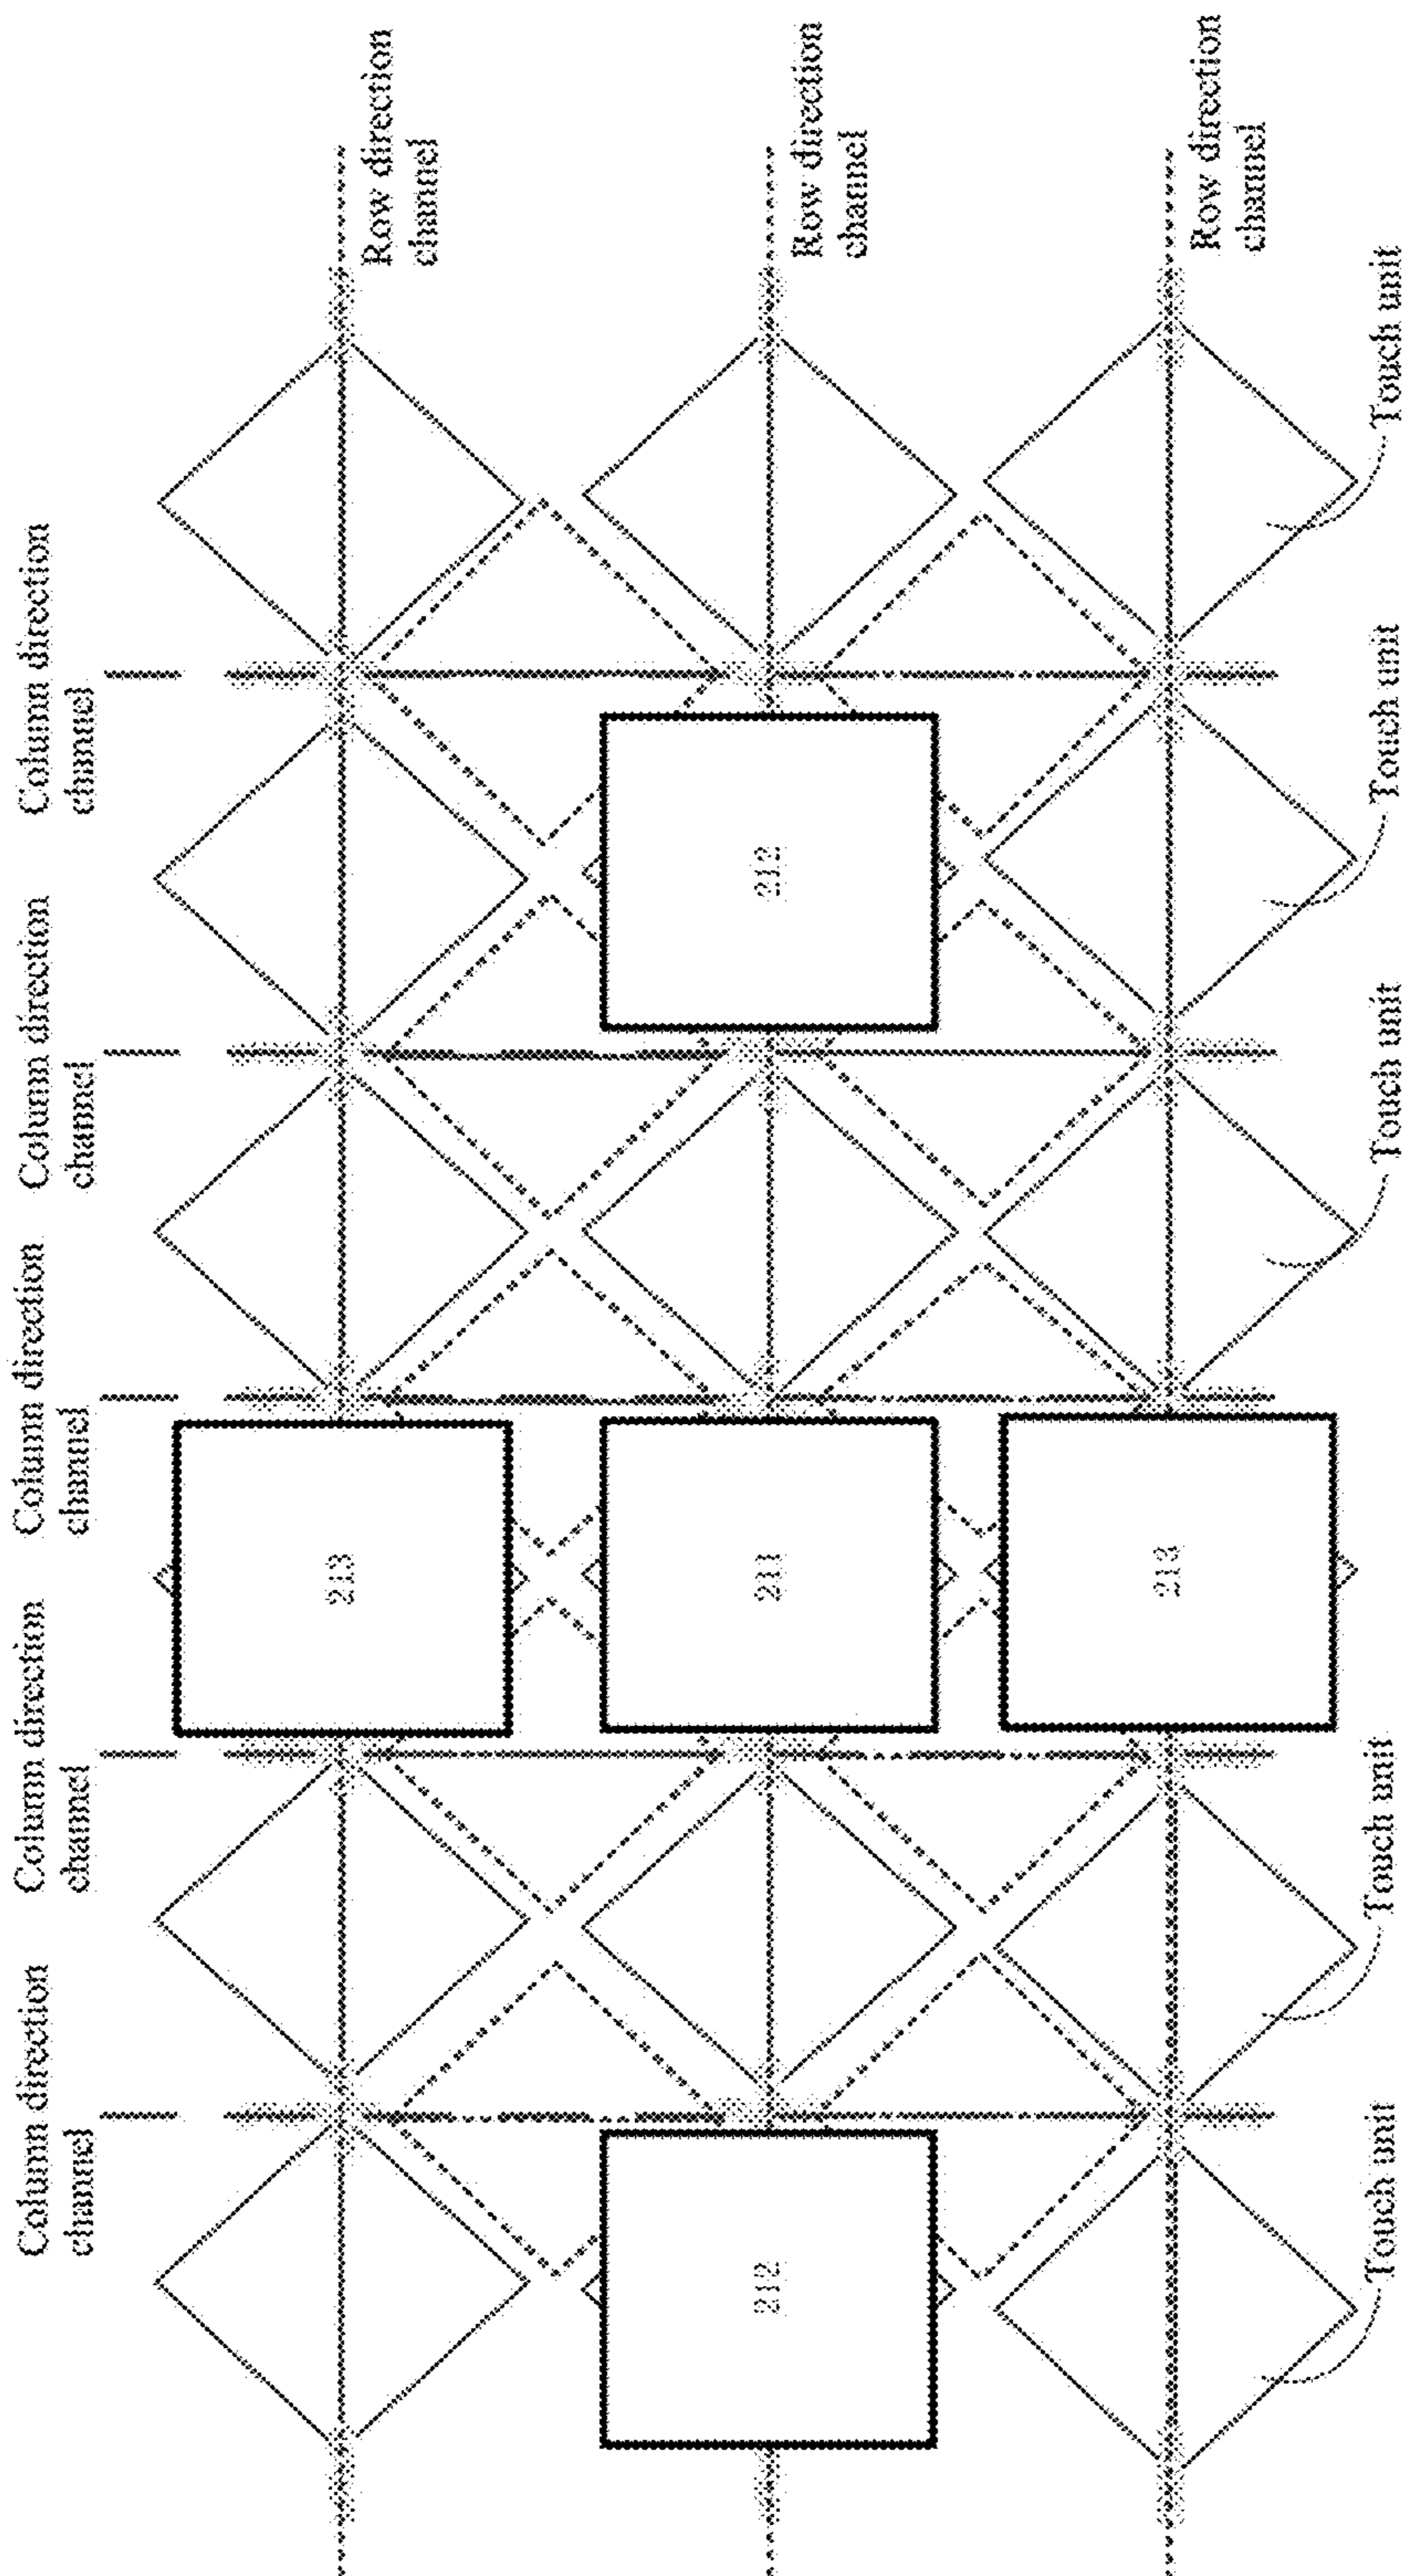 Column direction
channel
Column direction
channel
Column direction
channel
Column direction
channel
Column direction
channel
213
Row direction
channel
212
211
212
Row direction
channel
213
Row direction
channel
Touch unit
Touch unit
Touch unit
Touch unit
Touch unit